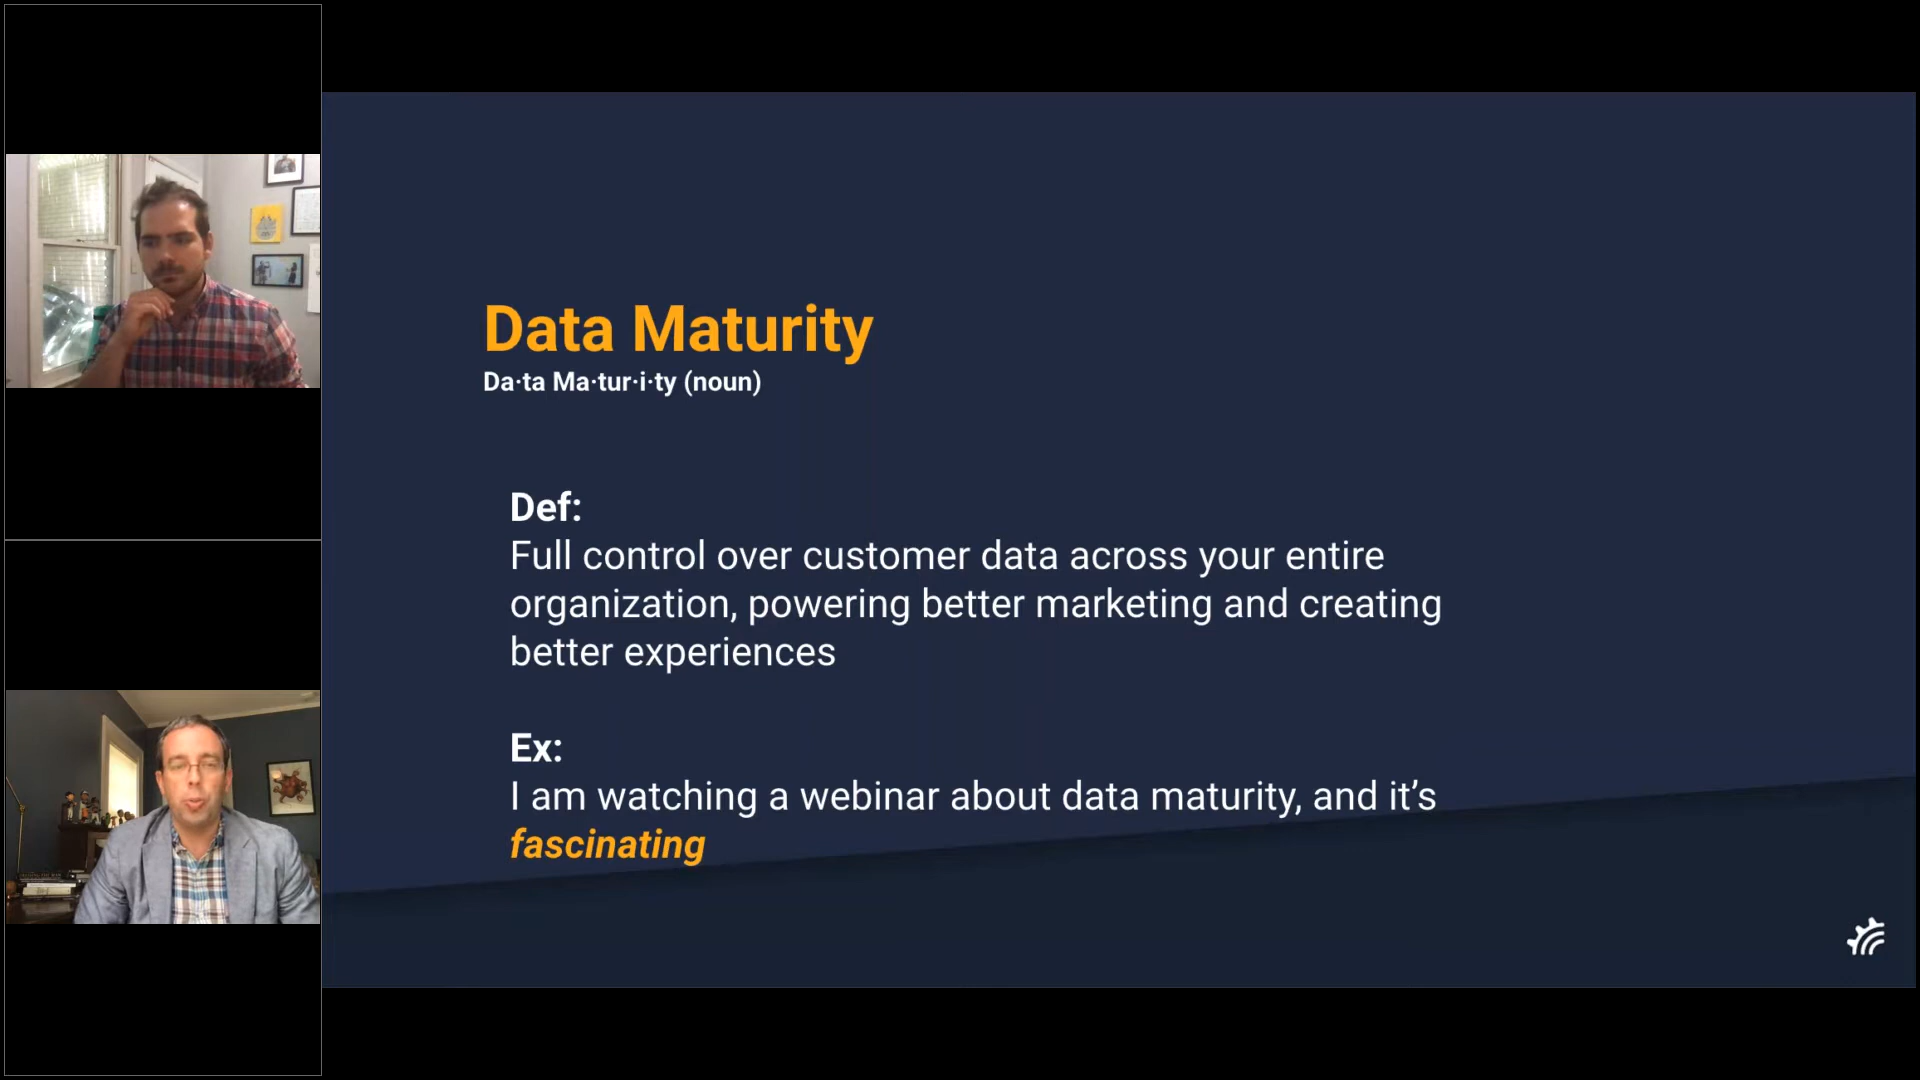 Data Maturity
Da·ta Ma·tur·i·ty (noun)
Def:
Full control over customer data across your entire
organization, powering better marketing and creating
better experiences
Ex:
I am watching a webinar about data maturity, and it’s
fascinating